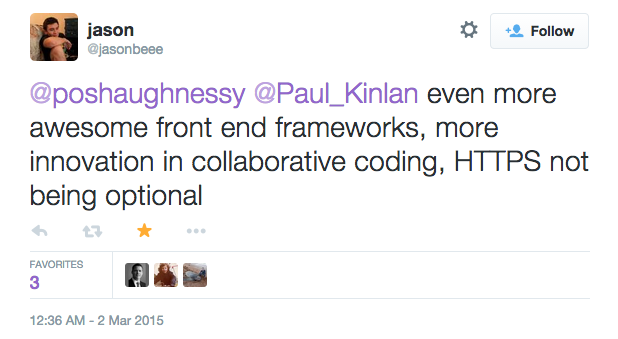 jason
@jasonbeee
Follow
@poshaughnessy @Paul_Kinlan even more
awesome front end frameworks, more
innovation in collaborative coding, HTTPS not
being optional
FAVORITES
3
12:36 AM - 2 Mar 2015